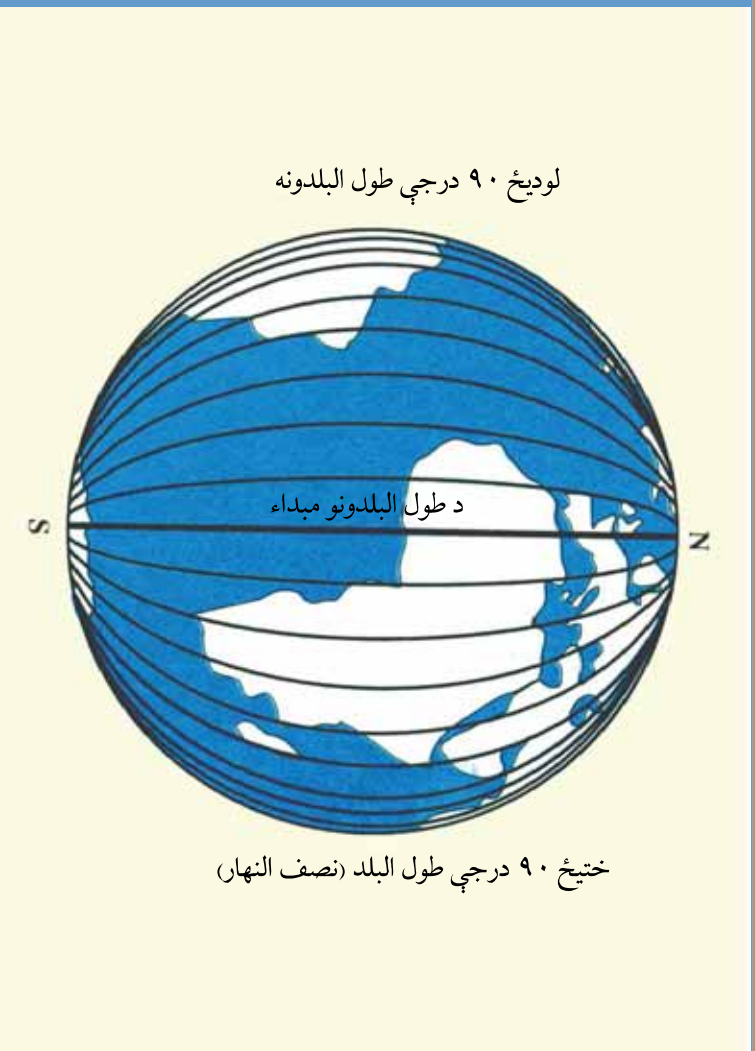 لودیځ ۹۰ درجې طول البلدونه
د طول البلدونو مبداء
S
N
ختیځ ۹۰ درجې طول البلد (نصف النهار)